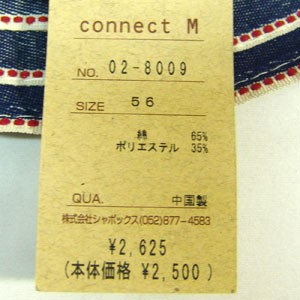 connect M
NO. 02-8009
SIZE 56
綿 65%
ポリエステル 35%
QUA. 中国製
株式会社シャポックス(052)877-4583
¥2,625
(本体価格 ¥2,500)